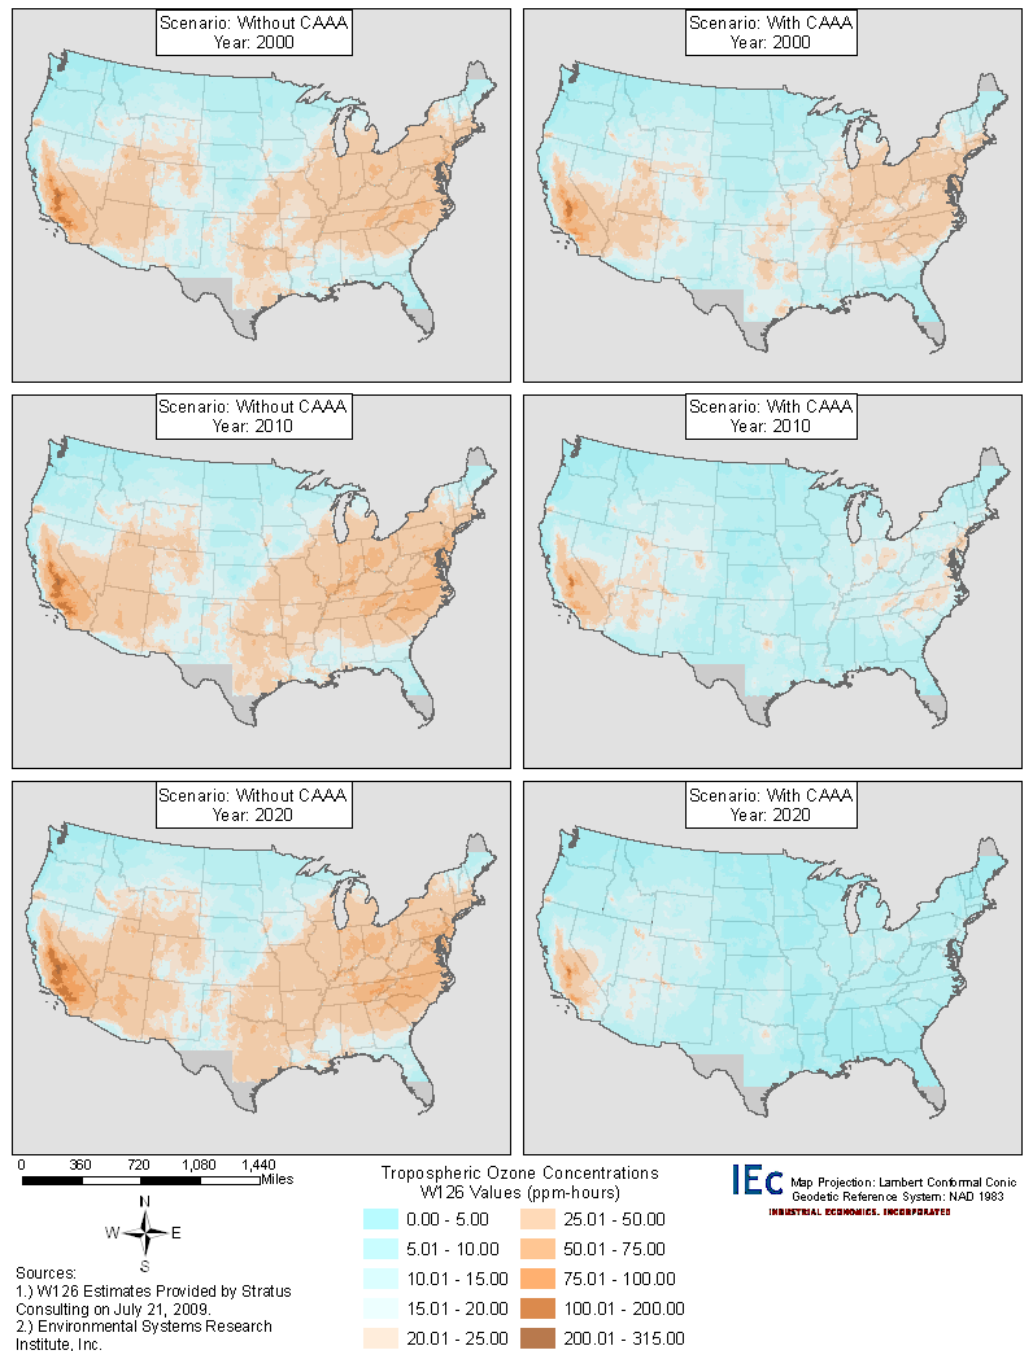 Scenario: Without CAAA
Year: 2000
Scenario: With CAAA
Year: 2000
Scenario: Without CAAA
Year: 2010
Scenario: With CAAA
Year: 2010
Scenario: Without CAAA
Year: 2020
Scenario: With CAAA
Year: 2020
0 360 720 1,080 1,440
Miles
N
W E
S
Sources:
1.) W126 Estimates Provided by Stratus
Consulting on July 21, 2009.
2.) Environmental Systems Research
Institute, Inc.
Tropospheric Ozone Concentrations
W126 Values (ppm-hours)
0.00 - 5.00
5.01 - 10.00
10.01 - 15.00
15.01 - 20.00
20.01 - 25.00
25.01 - 50.00
50.01 - 75.00
75.01 - 100.00
100.01 - 200.00
200.01 - 315.00
IEc
Map Projection: Lambert Conformal Conic
Geodetic Reference System: NAD 1983
INDUSTRIAL ECONOMICS, INCORPORATED